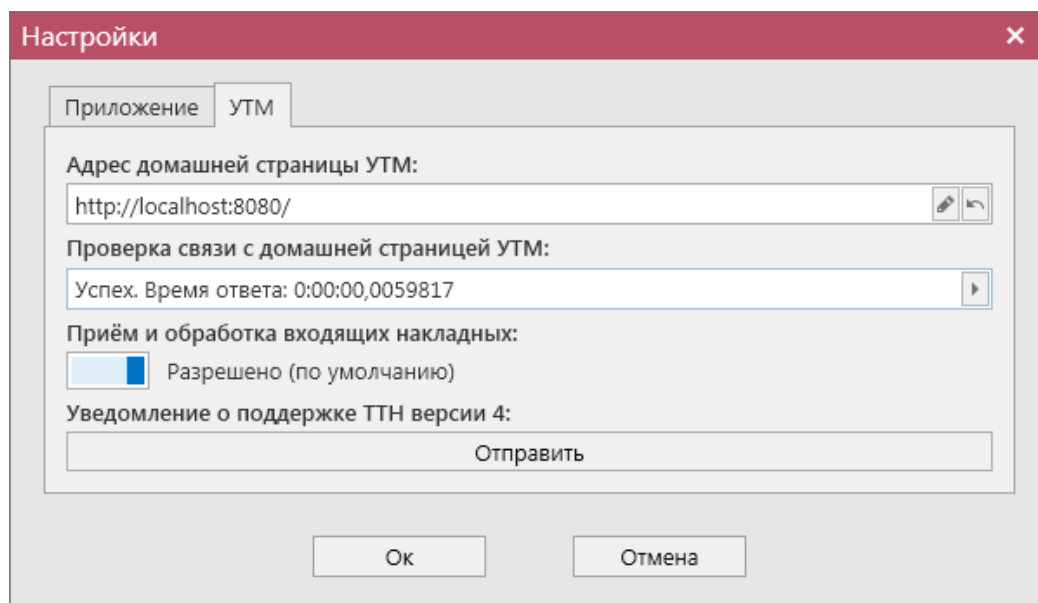 Настройки
Приложение УТМ
Адрес домашней страницы УТМ:
http://localhost:8080/
Проверка связи с домашней страницей УТМ:
Успех. Время ответа: 0:00:00,0059817
Приём и обработка входящих накладных:
Разрешено (по умолчанию)
Уведомление о поддержке ТТН версии 4:
Отправить
Ок Отмена